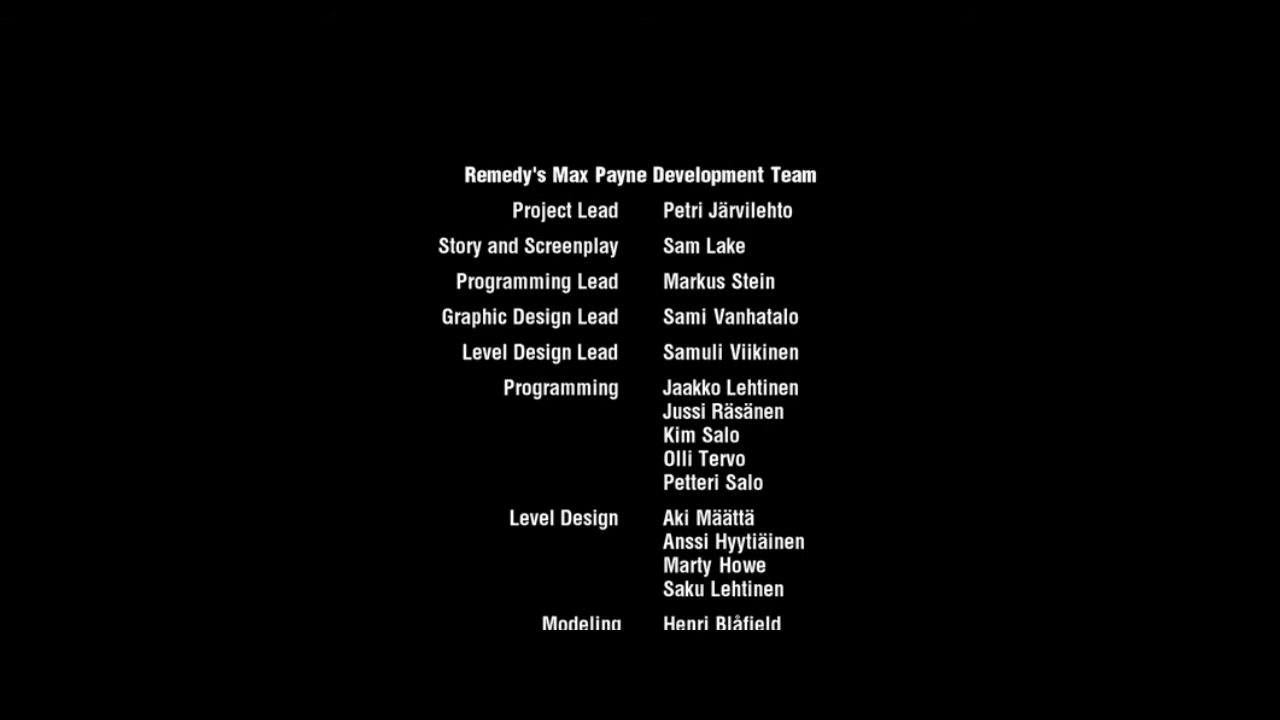 Remedy's Max Payne Development Team
Project Lead Petri Järvilehto
Story and Screenplay Sam Lake
Programming Lead Markus Stein
Graphic Design Lead Sami Vanhatalo
Level Design Lead Samuli Viikinen
Programming Jaakko Lehtinen
Jussi Räsänen
Kim Salo
Olli Tervo
Petteri Salo
Level Design Aki Määttä
Anssi Hyytiäinen
Marty Howe
Saku Lehtinen
Modeling Henri Blåfield